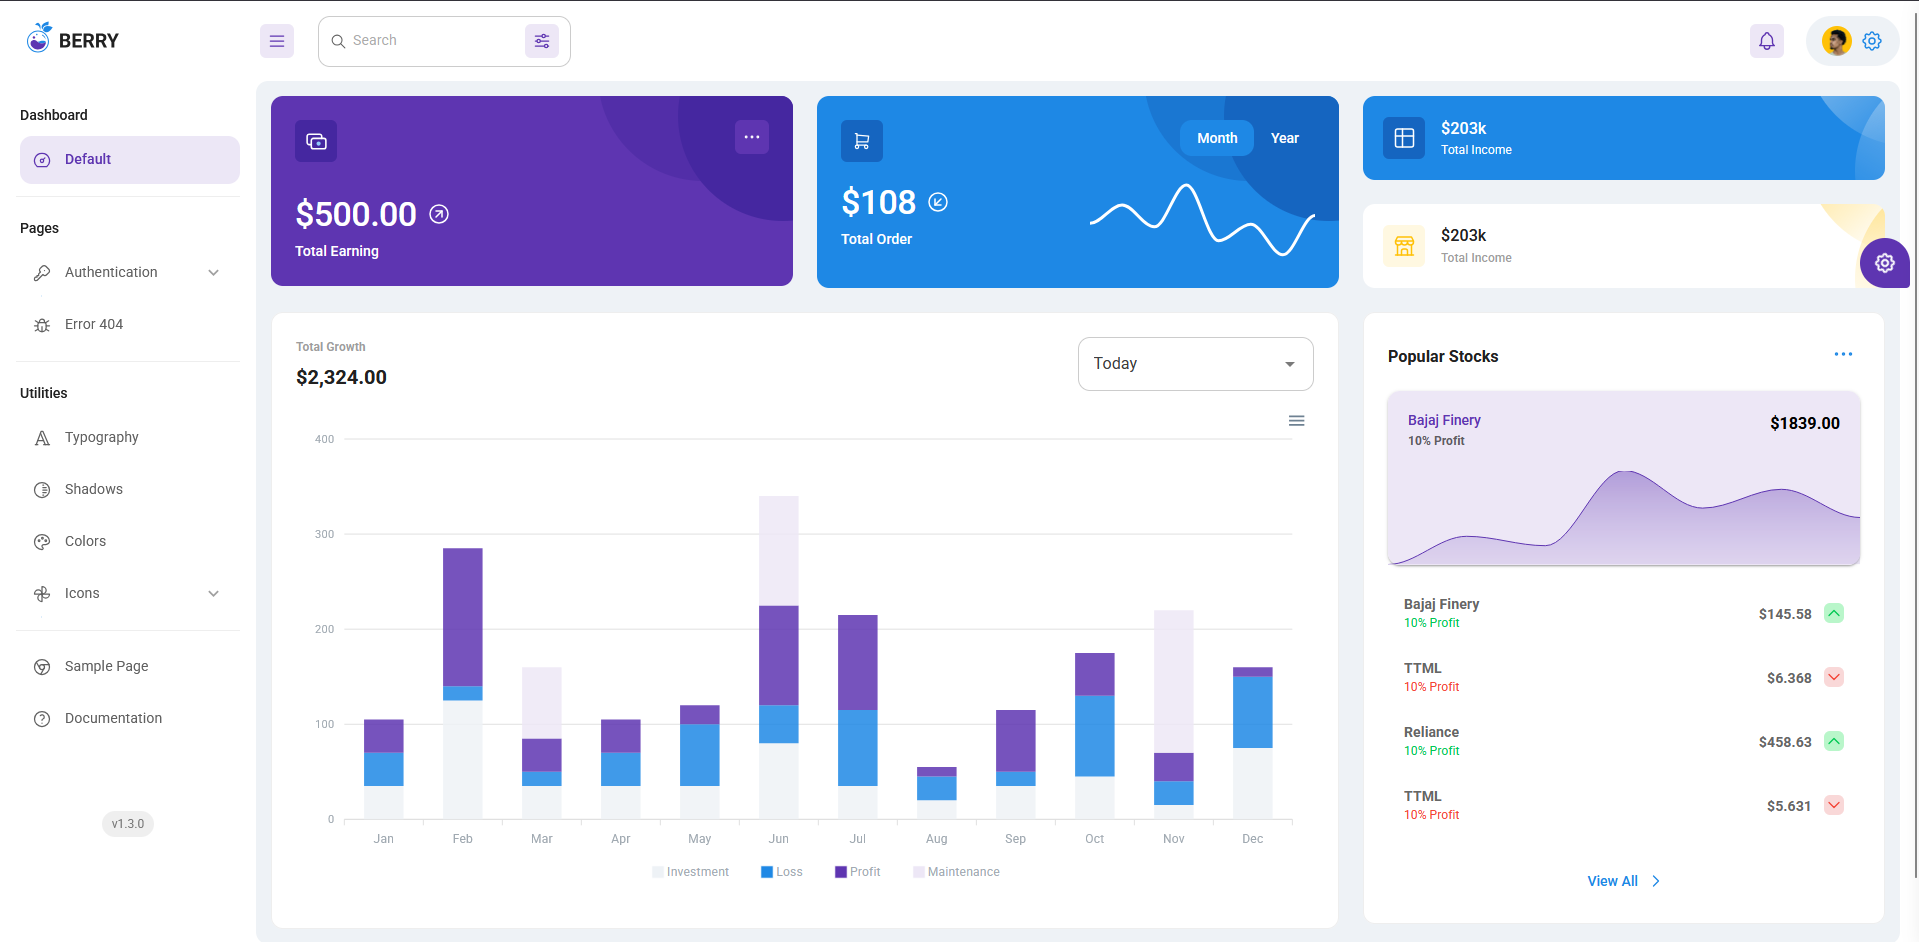 BERRY
Search
Dashboard
Default
Pages
Authentication
Error 404
Utilities
Typography
Shadows
Colors
Icons
Sample Page
Documentation
v1.3.0
$500.00
Total Earning
Month Year
$108
Total Order
$203k
Total Income
$203k
Total Income
Total Growth
$2,324.00
Today
400
300
200
100
0
Jan Feb Mar Apr May Jun Jul Aug Sep Oct Nov Dec
Investment Loss Profit Maintenance
Popular Stocks
Bajaj Finery $1839.00
10% Profit
Bajaj Finery $145.58
10% Profit
TTML $6.368
10% Profit
Reliance $458.63
10% Profit
TTML $5.631
10% Profit
View All